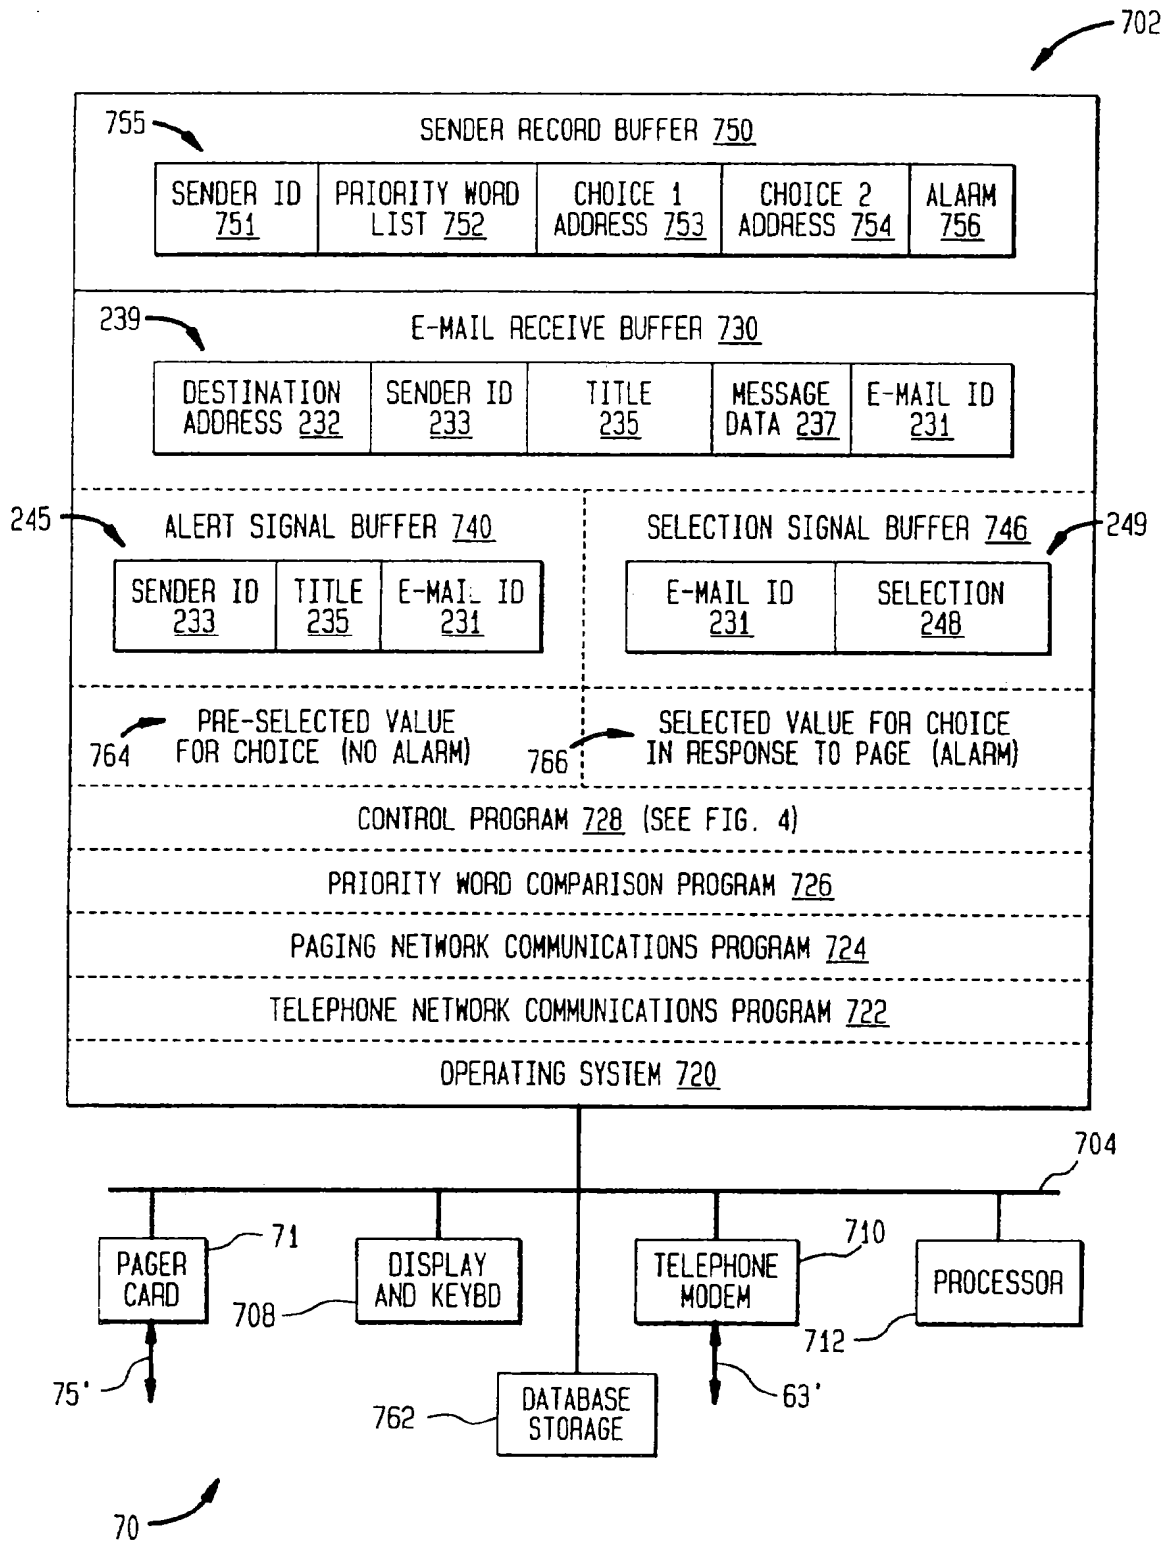 702
755
SENDER RECORD BUFFER 750
SENDER ID
751
PRIORITY WORD
LIST 752
CHOICE 1
ADDRESS 753
CHOICE 2
ADDRESS 754
ALARM
756
239
E-MAIL RECEIVE BUFFER 730
DESTINATION
ADDRESS 232
SENDER ID
233
TITLE
235
MESSAGE
DATA 237
E-MAIL ID
231
245
ALERT SIGNAL BUFFER 740
SENDER ID
233
TITLE
235
E-MAIL ID
231
SELECTION SIGNAL BUFFER 746
249
E-MAIL ID
231
SELECTION
248
764
PRE-SELECTED VALUE
FOR CHOICE (NO ALARM)
766
SELECTED VALUE FOR CHOICE
IN RESPONSE TO PAGE (ALARM)
CONTROL PROGRAM 728 (SEE FIG. 4)
PRIORITY WORD COMPARISON PROGRAM 726
PAGING NETWORK COMMUNICATIONS PROGRAM 724
TELEPHONE NETWORK COMMUNICATIONS PROGRAM 722
OPERATING SYSTEM 720
704
PAGER
CARD
71
DISPLAY
AND KEYBD
708
TELEPHONE
MODEM
710
PROCESSOR
712
75'
63'
DATABASE
STORAGE
762
70